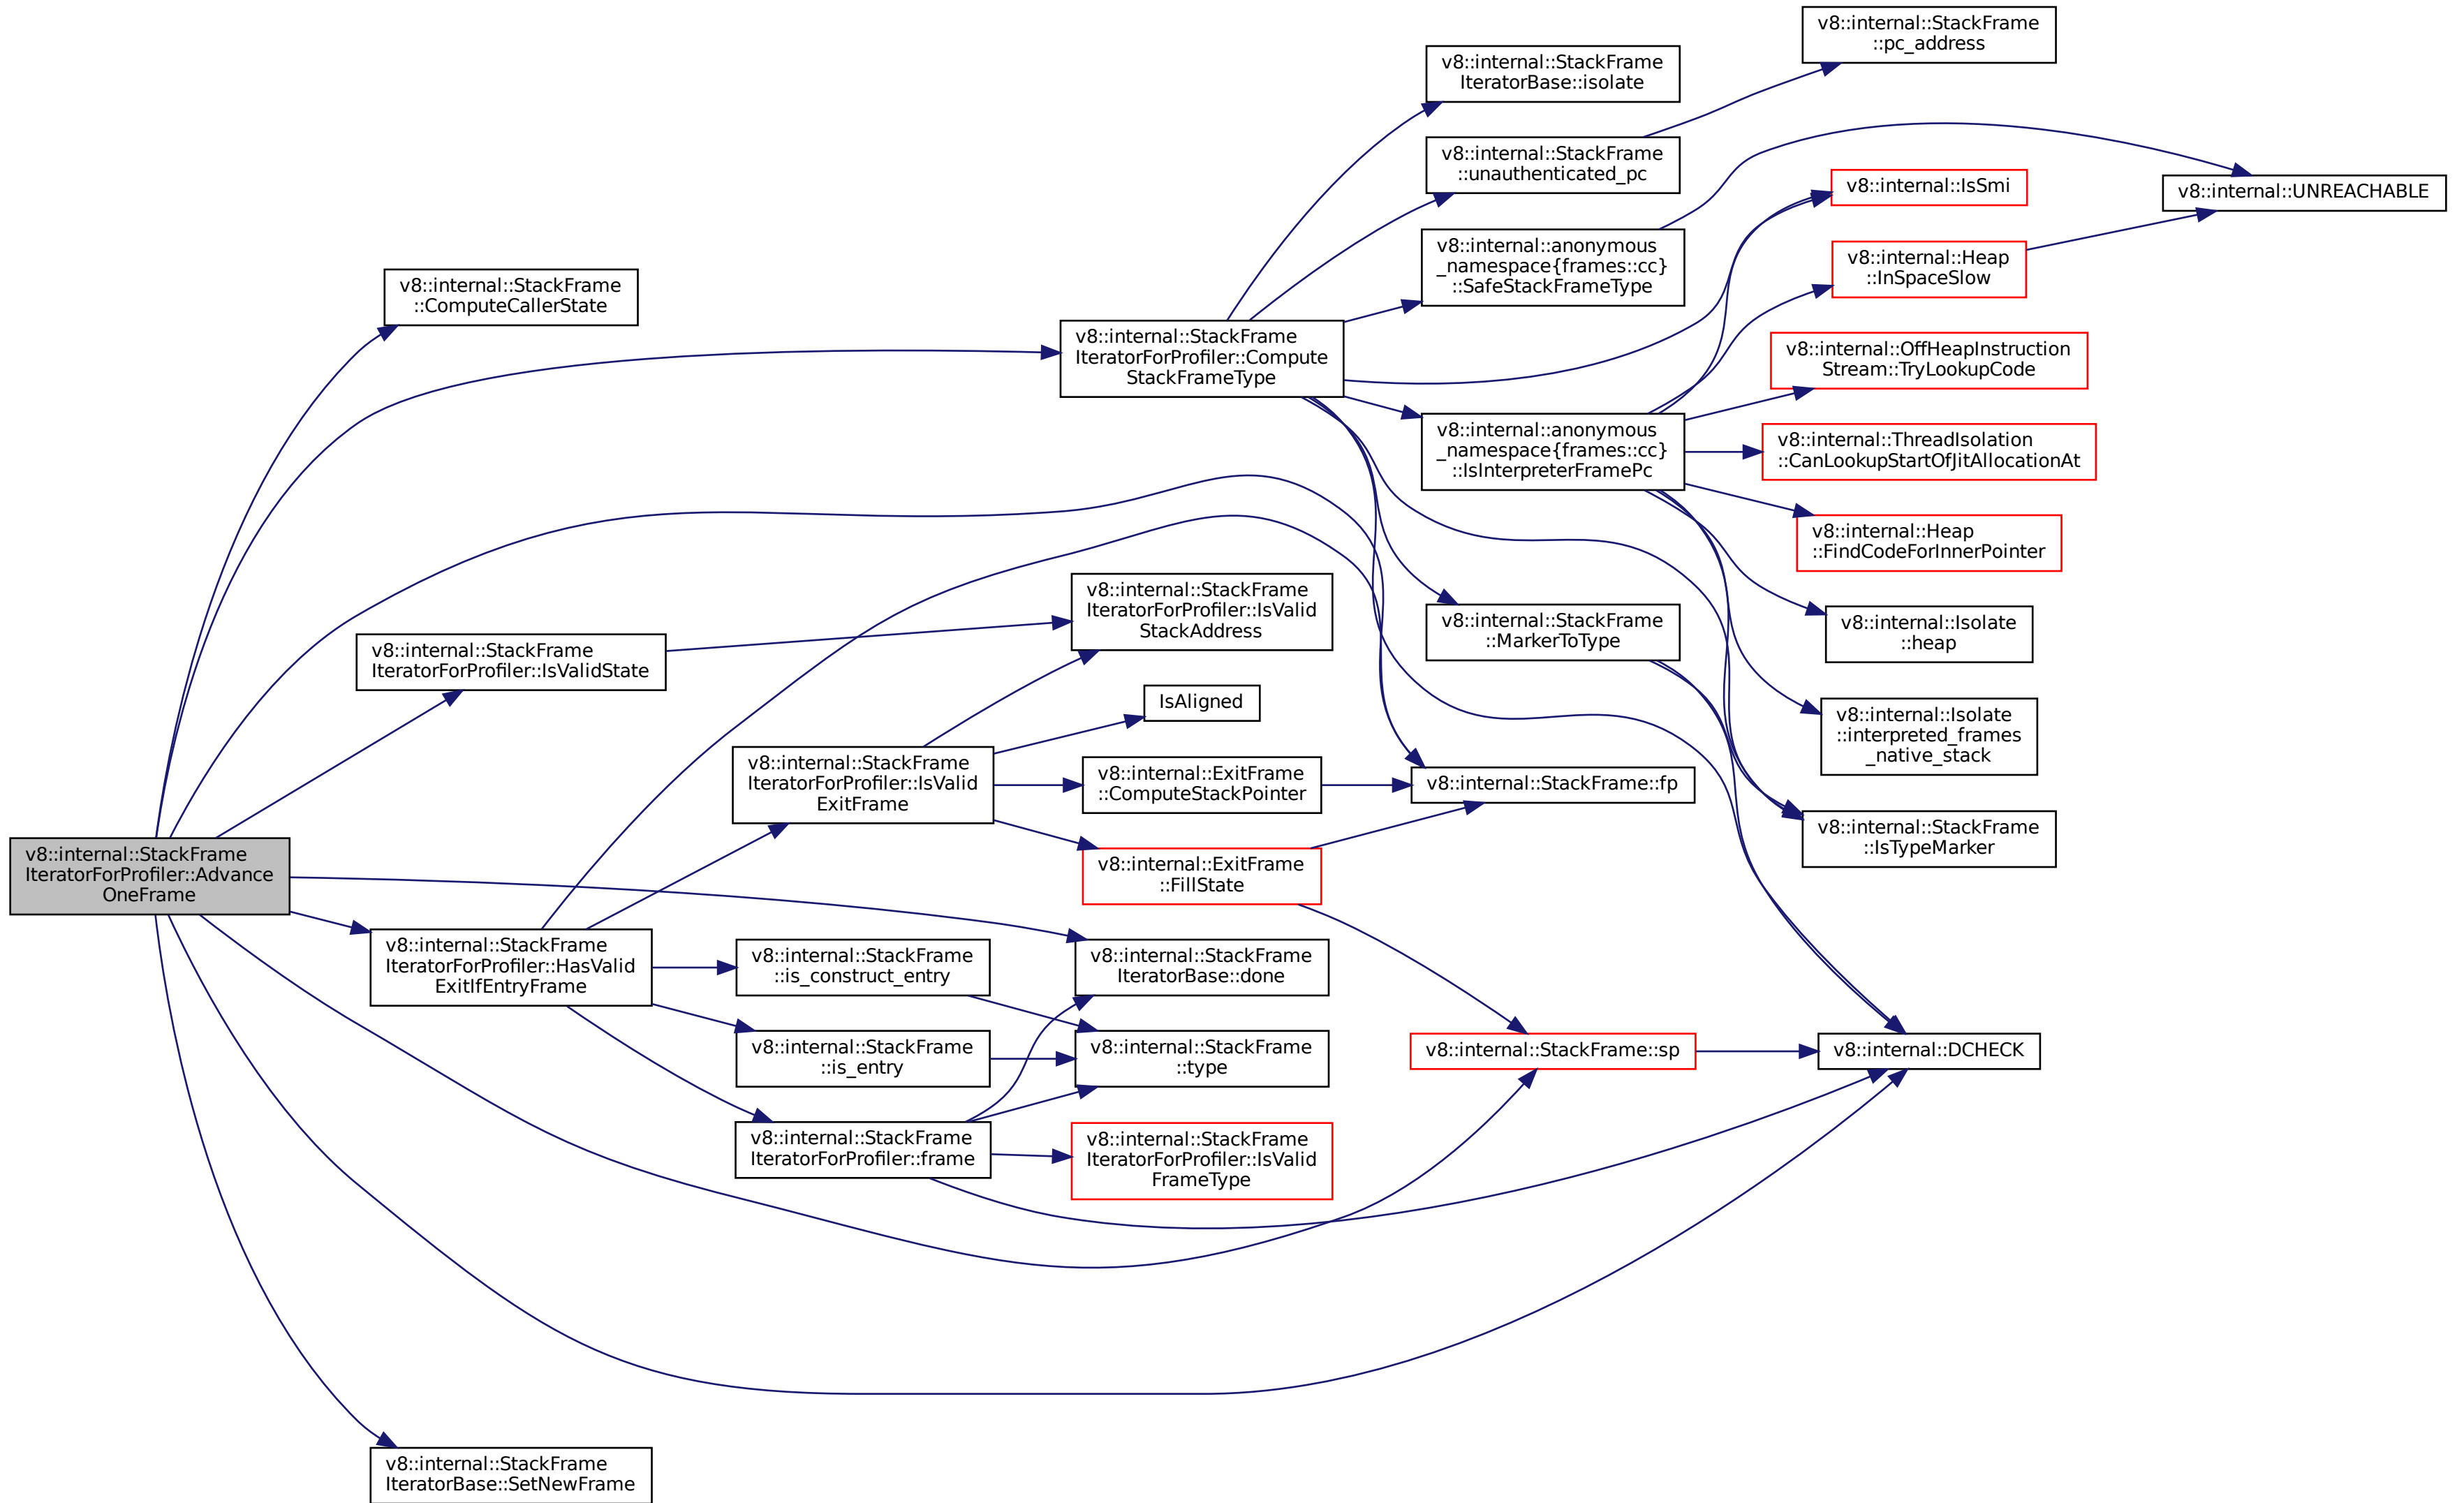 v8::internal::StackFrame
::pc_address
v8::internal::StackFrame
IteratorBase::isolate
v8::internal::StackFrame
::unauthenticated_pc
v8::internal::IsSmi
v8::internal::UNREACHABLE
v8::internal::anonymous
_namespace{frames::cc}
::SafeStackFrameType
v8::internal::Heap
::InSpaceSlow
v8::internal::StackFrame
::ComputeCallerState
v8::internal::StackFrame
IteratorForProfiler::Compute
StackFrameType
v8::internal::OffHeapInstruction
Stream::TryLookupCode
v8::internal::anonymous
_namespace{frames::cc}
::IsInterpreterFramePc
v8::internal::ThreadIsolation
::CanLookupStartOfJitAllocationAt
v8::internal::Heap
::FindCodeForInnerPointer
v8::internal::StackFrame
IteratorForProfiler::IsValid
StackAddress
v8::internal::StackFrame
::MarkerToType
v8::internal::Isolate
::heap
v8::internal::StackFrame
IteratorForProfiler::IsValidState
IsAligned
v8::internal::Isolate
::interpreted_frames
_native_stack
v8::internal::StackFrame
IteratorForProfiler::IsValid
ExitFrame
v8::internal::ExitFrame
::ComputeStackPointer
v8::internal::StackFrame::fp
v8::internal::StackFrame
::IsTypeMarker
v8::internal::StackFrame
IteratorForProfiler::Advance
OneFrame
v8::internal::ExitFrame
::FillState
v8::internal::StackFrame
IteratorForProfiler::HasValid
ExitIfEntryFrame
v8::internal::StackFrame
::is_construct_entry
v8::internal::StackFrame
IteratorBase::done
v8::internal::StackFrame
::is_entry
v8::internal::StackFrame
::type
v8::internal::StackFrame::sp
v8::internal::DCHECK
v8::internal::StackFrame
IteratorForProfiler::frame
v8::internal::StackFrame
IteratorForProfiler::IsValid
FrameType
v8::internal::StackFrame
IteratorBase::SetNewFrame